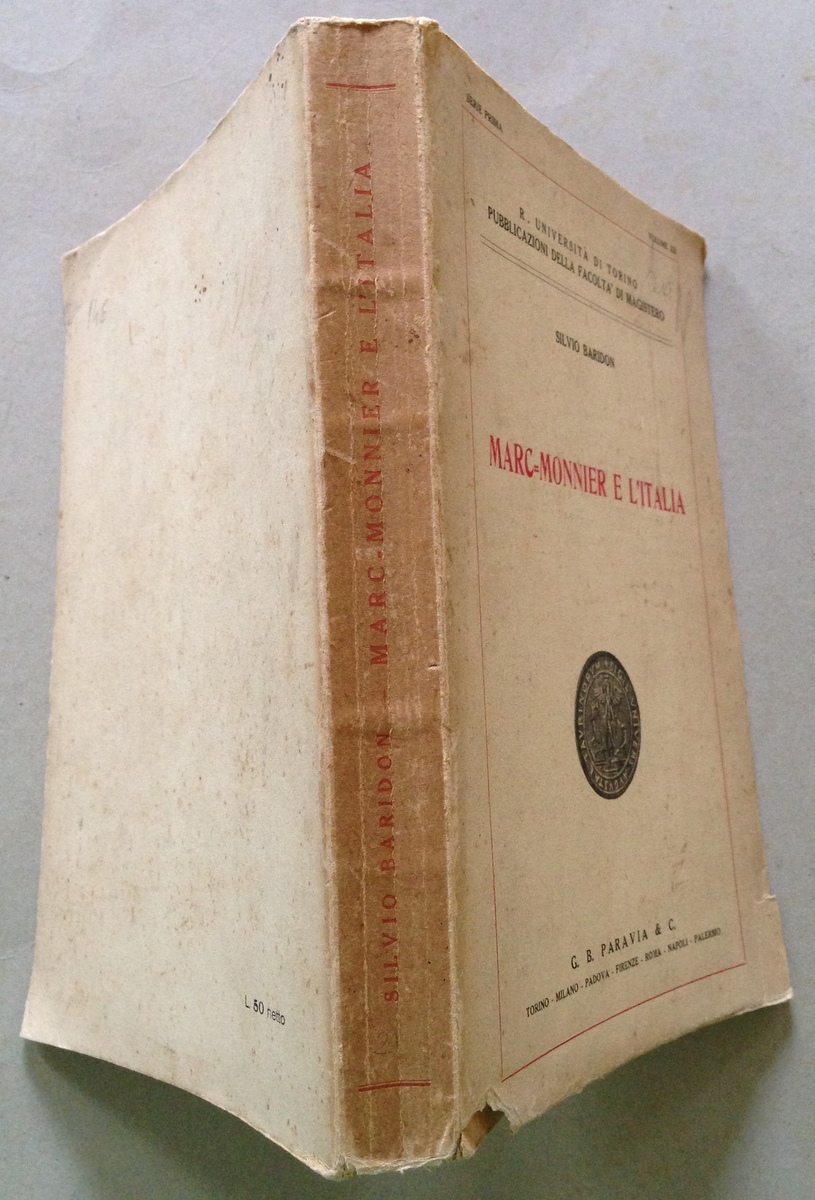 SERIE PRIMA
VOLUME
R. UNIVERSITÀ DI TORINO
PUBBLICAZIONI DELLA FACOLTA' DI MAGISTERO
SILVIO BARIDON
MARC=MONNIER E L'ITALIA
G. B. PARAVIA & C.
TORINO - MILANO - PADOVA - FIRENZE - ROMA - NAPOLI - PALERMO
SILVIO BARIDON - MARC-MONNIER E L'ITALIA
L. 50 netto